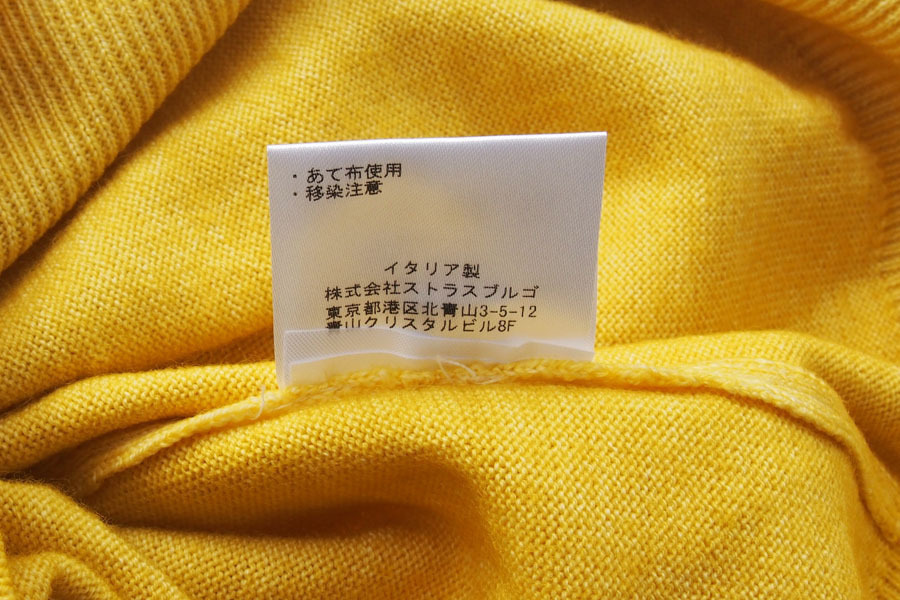 ・あて布使用
・移染注意
イタリア製
株式会社ストラスブルゴ
東京都港区北青山3-5-12
青山クリスタルビル8F